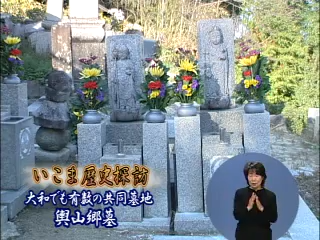 いこま歴史探訪
大和でも有数の共同墓地
輿山郷墓